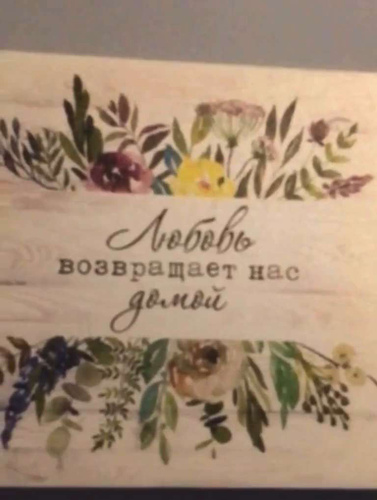 Любовь
возвращает нас
домой